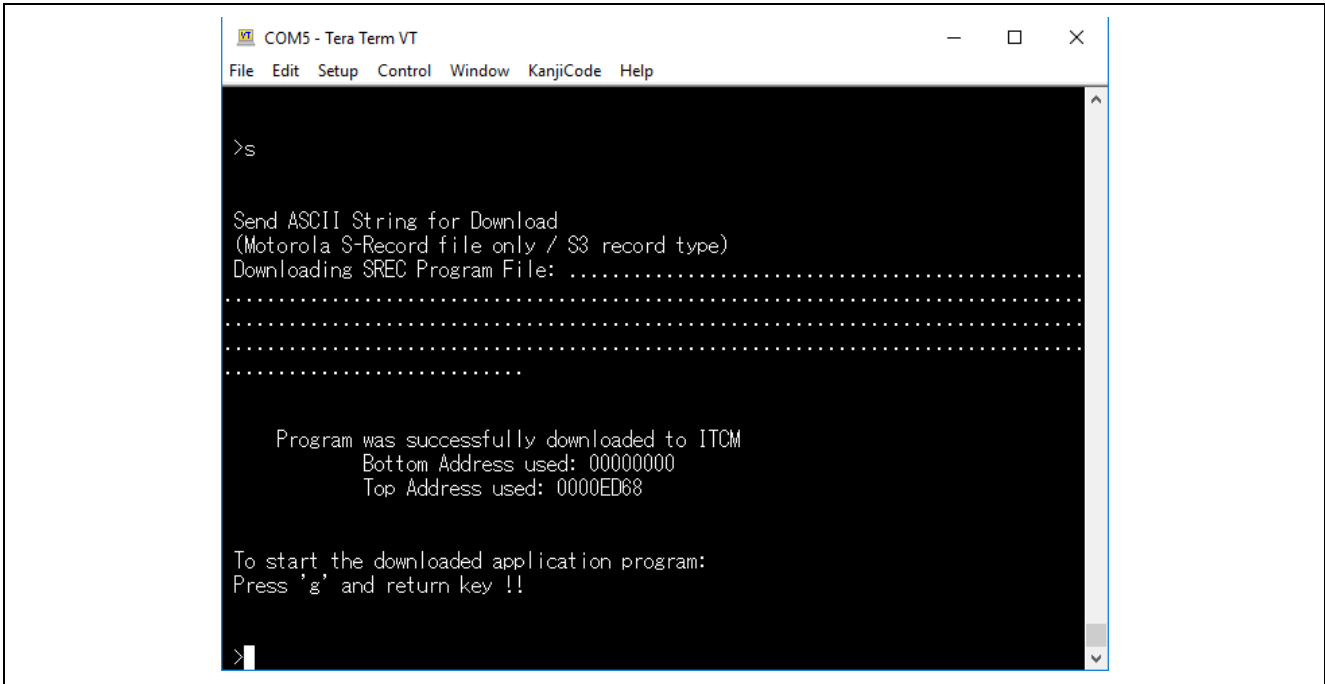 COM5 - Tera Term VT
File Edit Setup Control Window KanjiCode Help
>s
Send ASCII String for Download
(Motorola S-Record file only / S3 record type)
Downloading SREC Program File: ................................................
................................................................................
................................................................................
................................................................................
............................
Program was successfully downloaded to ITCM
Bottom Address used: 00000000
Top Address used: 0000ED68
To start the downloaded application program:
Press 'g' and return key !!
>